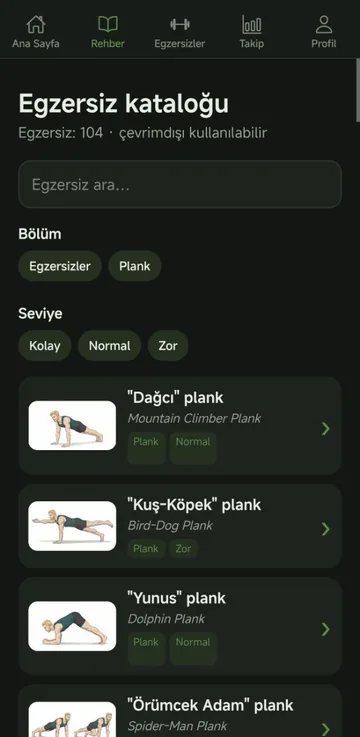 Ana Sayfa Rehber Egzersizler Takip Profil
Egzersiz kataloğu
Egzersiz: 104 · çevrimdışı kullanılabilir
Egzersiz ara...
Bölüm
Egzersizler Plank
Seviye
Kolay Normal Zor
"Dağcı" plank
Mountain Climber Plank
Plank Normal
"Kuş-Köpek" plank
Bird-Dog Plank
Plank Zor
"Yunus" plank
Dolphin Plank
Plank Normal
"Örümcek Adam" plank
Spider-Man Plank